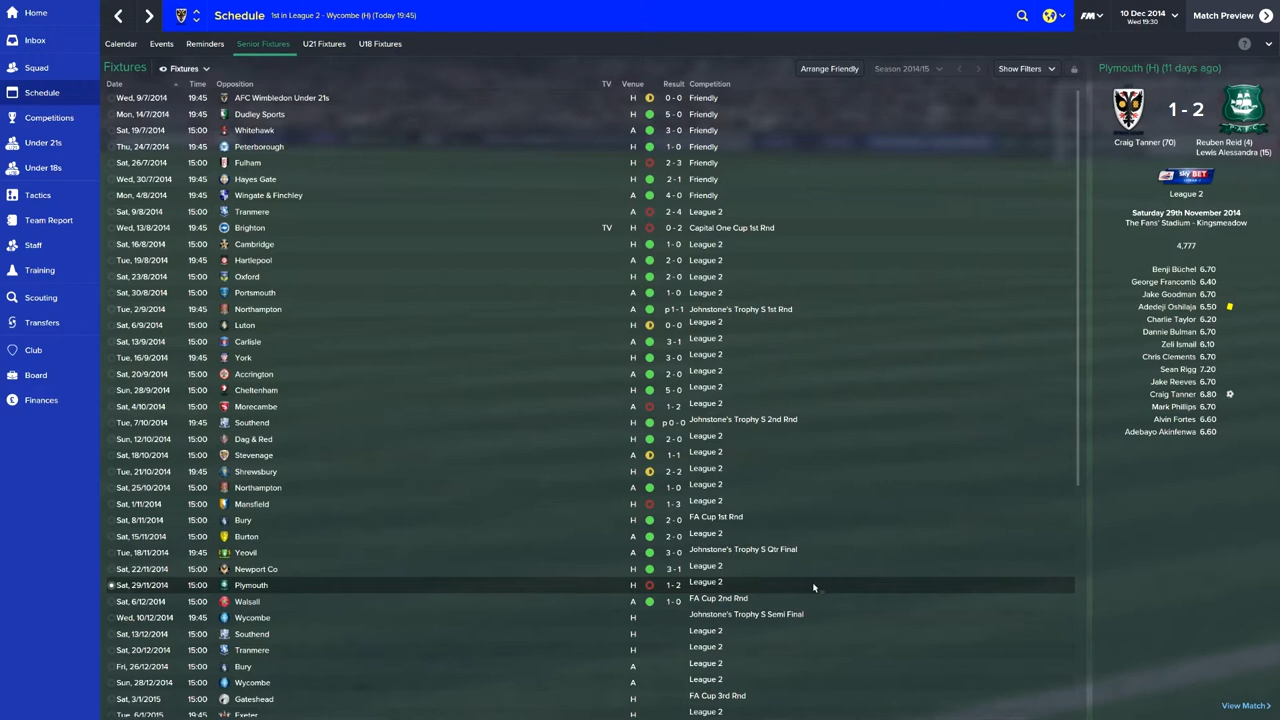 Home
Schedule 1st in League 2 - Wycombe (H) (Today 19:45)
FM
10 Dec 2014
Wed 19:30
Match Preview
Inbox
Squad
Schedule
Competitions
Under 21s
Under 18s
Tactics
Team Report
Staff
Training
Scouting
Transfers
Club
Board
Finances
Calendar Events Reminders Senior Fixtures U21 Fixtures U18 Fixtures
Fixtures Fixtures Arrange Friendly Season 2014/15 Show Filters
Date Time Opposition TV Venue Result Competition
Wed, 9/7/2014 19:45 AFC Wimbledon Under 21s H 0 - 0 Friendly
Mon, 14/7/2014 19:45 Dudley Sports H 5 - 0 Friendly
Sat, 19/7/2014 19:45 Whitehawk A 3 - 0 Friendly
Thu, 24/7/2014 19:45 Peterborough H 1 - 0 Friendly
Sat, 26/7/2014 15:00 Fulham H 2 - 3 Friendly
Wed, 30/7/2014 19:45 Hayes Gate H 2 - 1 Friendly
Mon, 4/8/2014 19:45 Wingate & Finchley A 4 - 0 Friendly
Sat, 9/8/2014 15:00 Tranmere A 2 - 4 League 2
Wed, 13/8/2014 19:45 Brighton TV H 0 - 2 Capital One Cup 1st Rnd
Sat, 16/8/2014 15:00 Cambridge H 1 - 0 League 2
Tue, 19/8/2014 19:45 Hartlepool A 2 - 0 League 2
Sat, 23/8/2014 15:00 Oxford H 2 - 0 League 2
Sat, 30/8/2014 15:00 Portsmouth A 1 - 0 League 2
Tue, 2/9/2014 19:45 Northampton A p 1 - 1 Johnstone's Trophy S 1st Rnd
Sat, 6/9/2014 15:00 Luton H 0 - 0 League 2
Sat, 13/9/2014 15:00 Carlisle A 3 - 1 League 2
Tue, 16/9/2014 19:45 York H 3 - 0 League 2
Sat, 20/9/2014 15:00 Accrington A 2 - 0 League 2
Sun, 28/9/2014 15:00 Cheltenham H 5 - 0 League 2
Sat, 4/10/2014 15:00 Morecambe A 1 - 2 League 2
Tue, 7/10/2014 19:45 Southend H p 0 - 0 Johnstone's Trophy S 2nd Rnd
Sun, 12/10/2014 15:00 Dag & Red H 2 - 0 League 2
Sat, 18/10/2014 15:00 Stevenage A 1 - 1 League 2
Tue, 21/10/2014 19:45 Shrewsbury H 2 - 2 League 2
Sat, 25/10/2014 15:00 Northampton A 1 - 0 League 2
Sat, 1/11/2014 15:00 Mansfield H 1 - 3 League 2
Sat, 8/11/2014 15:00 Bury H 2 - 0 FA Cup 1st Rnd
Sat, 15/11/2014 15:00 Burton A 2 - 0 League 2
Tue, 18/11/2014 19:45 Yeovil A 3 - 0 Johnstone's Trophy S Qtr Final
Sat, 22/11/2014 15:00 Newport Co H 3 - 1 League 2
Sat, 29/11/2014 15:00 Plymouth H 1 - 2 League 2
Sat, 6/12/2014 15:00 Walsall A 1 - 0 FA Cup 2nd Rnd
Wed, 10/12/2014 19:45 Wycombe H Johnstone's Trophy S Semi Final
Sat, 13/12/2014 15:00 Southend H League 2
Sat, 20/12/2014 15:00 Tranmere H League 2
Fri, 26/12/2014 15:00 Bury A League 2
Sun, 28/12/2014 15:00 Wycombe A League 2
Sat, 3/1/2015 15:00 Gateshead H FA Cup 3rd Rnd
Tue, 6/1/2015 19:45 Exeter A League 2
Plymouth (H) (11 days ago)
1 - 2
Craig Tanner (70) Reuben Reid (4)
Lewis Alessandra (15)
sky BET
League 2
Saturday 29th November 2014
The Fans' Stadium - Kingsmeadow
4,777
Benji Büchel 6.70
George Francomb 6.40
Jake Goodman 6.70
Adedeji Oshilaja 6.50
Charlie Taylor 6.20
Dannie Bulman 6.70
Zeli Ismail 6.10
Chris Clements 6.70
Sean Rigg 7.20
Jake Reeves 6.70
Craig Tanner 6.80
Mark Phillips 6.70
Alvin Fortes 6.60
Adebayo Akinfenwa 6.60
View Match